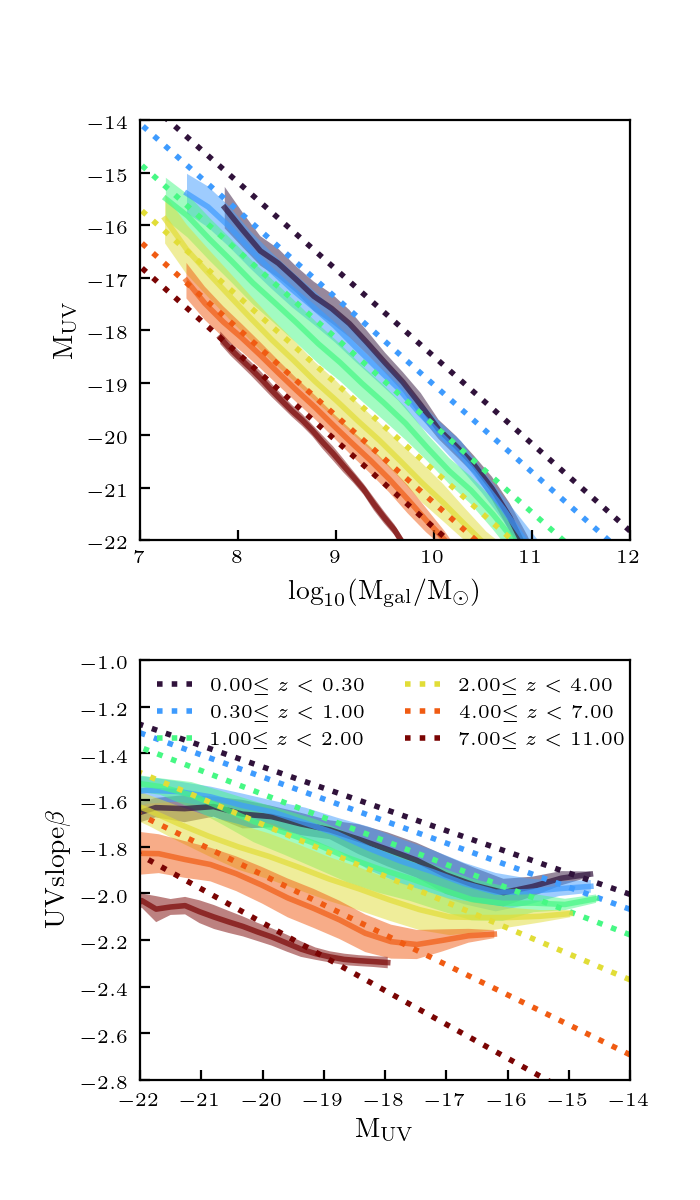 −14
−15
−16
−17
−18
−19
−20
−21
−22
M_UV
7 8 9 10 11 12
log₁₀(M_gal/M_⊙)
−1.0
−1.2
−1.4
−1.6
−1.8
−2.0
−2.2
−2.4
−2.6
−2.8
UVslopeβ
0.00≤ z < 0.30
0.30≤ z < 1.00
1.00≤ z < 2.00
2.00≤ z < 4.00
4.00≤ z < 7.00
7.00≤ z < 11.00
−22 −21 −20 −19 −18 −17 −16 −15 −14
M_UV